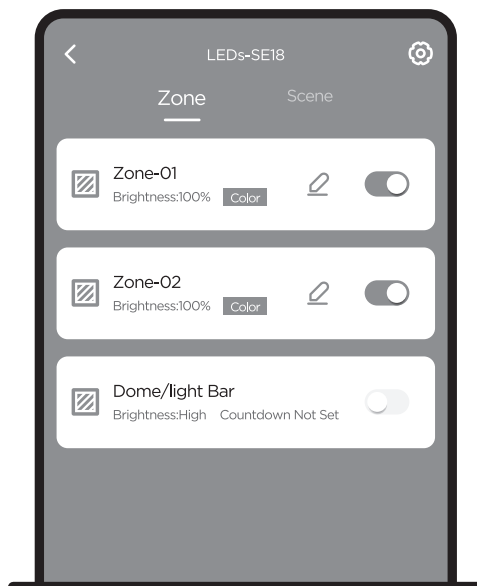 LEDs-SE18
Zone Scene
Zone-01
Brightness:100% Color
Zone-02
Brightness:100% Color
Dome/light Bar
Brightness:High Countdown Not Set